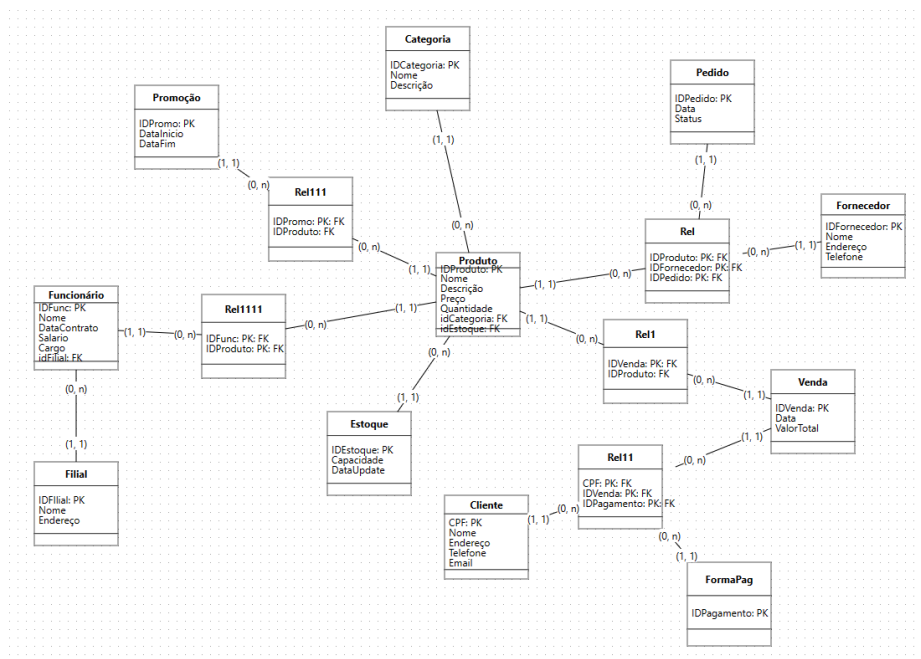 Categoria
IDCategoria: PK
Nome
Descrição
(1, 1)
(0, n)
Pedido
IDPedido: PK
Data
Status
(1, 1)
(0, n)
Promoção
IDPromo: PK
DataInicio
DataFim
(1, 1)
(0, n)
Rel111
IDPromo: PK: FK
IDProduto: FK
(0, n)
(1, 1)
Fornecedor
IDFornecedor: PK
Nome
Endereço
Telefone
(1, 1)
(0, n)
Rel
IDProduto: PK: FK
IDFornecedor: PK: FK
IDPedido: PK: FK
(0, n)
(1, 1)
Produto
IDProduto: PK
Nome
Descrição
Preço
Quantidade
idCategoria: FK
idEstoque: FK
(1, 1)
(0, n)
(1, 1)
(0, n)
Funcionário
IDFunc: PK
Nome
DataContrato
Salario
Cargo
idFilial: FK
(1, 1)
(0, n)
Rel1111
IDFunc: PK: FK
IDProduto: PK: FK
(0, n)
(1, 1)
Rel1
IDVenda: PK: FK
IDProduto: FK
(0, n)
(1, 1)
Venda
IDVenda: PK
Data
ValorTotal
(1, 1)
(0, n)
Estoque
IDEstoque: PK
Capacidade
DataUpdate
(0, n)
(1, 1)
Filial
IDFIlial: PK
Nome
Endereço
Rel11
CPF: PK: FK
IDVenda: PK: FK
IDPagamento: PK: FK
(0, n)
(1, 1)
Cliente
CPF: PK
Nome
Endereço
Telefone
Email
(0, n)
(1, 1)
FormaPag
IDPagamento: PK